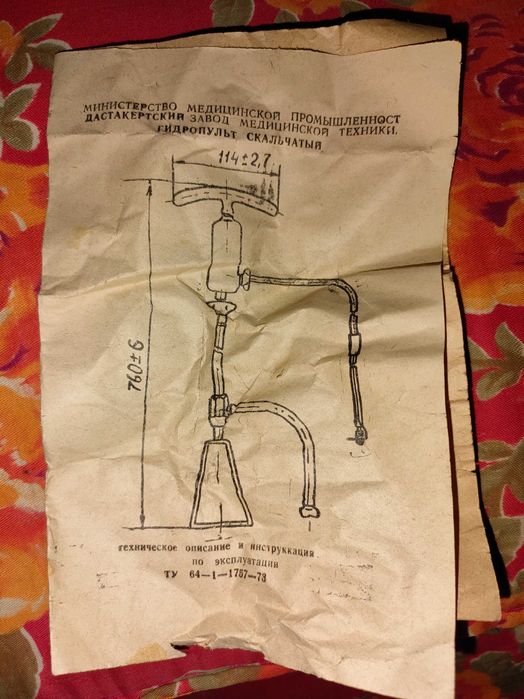 МИНИСТЕРСТВО МЕДИЦИНСКОЙ ПРОМЫШЛЕННОСТ
ДАСТАКЕРТСКИЙ ЗАВОД МЕДИЦИНСКОЙ ТЕХНИКИ.
ГИДРОПУЛЬТ СКАЛЬЧАТЫЙ
114±2,7
760±6
техническое описание и инструккация
по эксплуатации
ТУ 64—1—1757—73